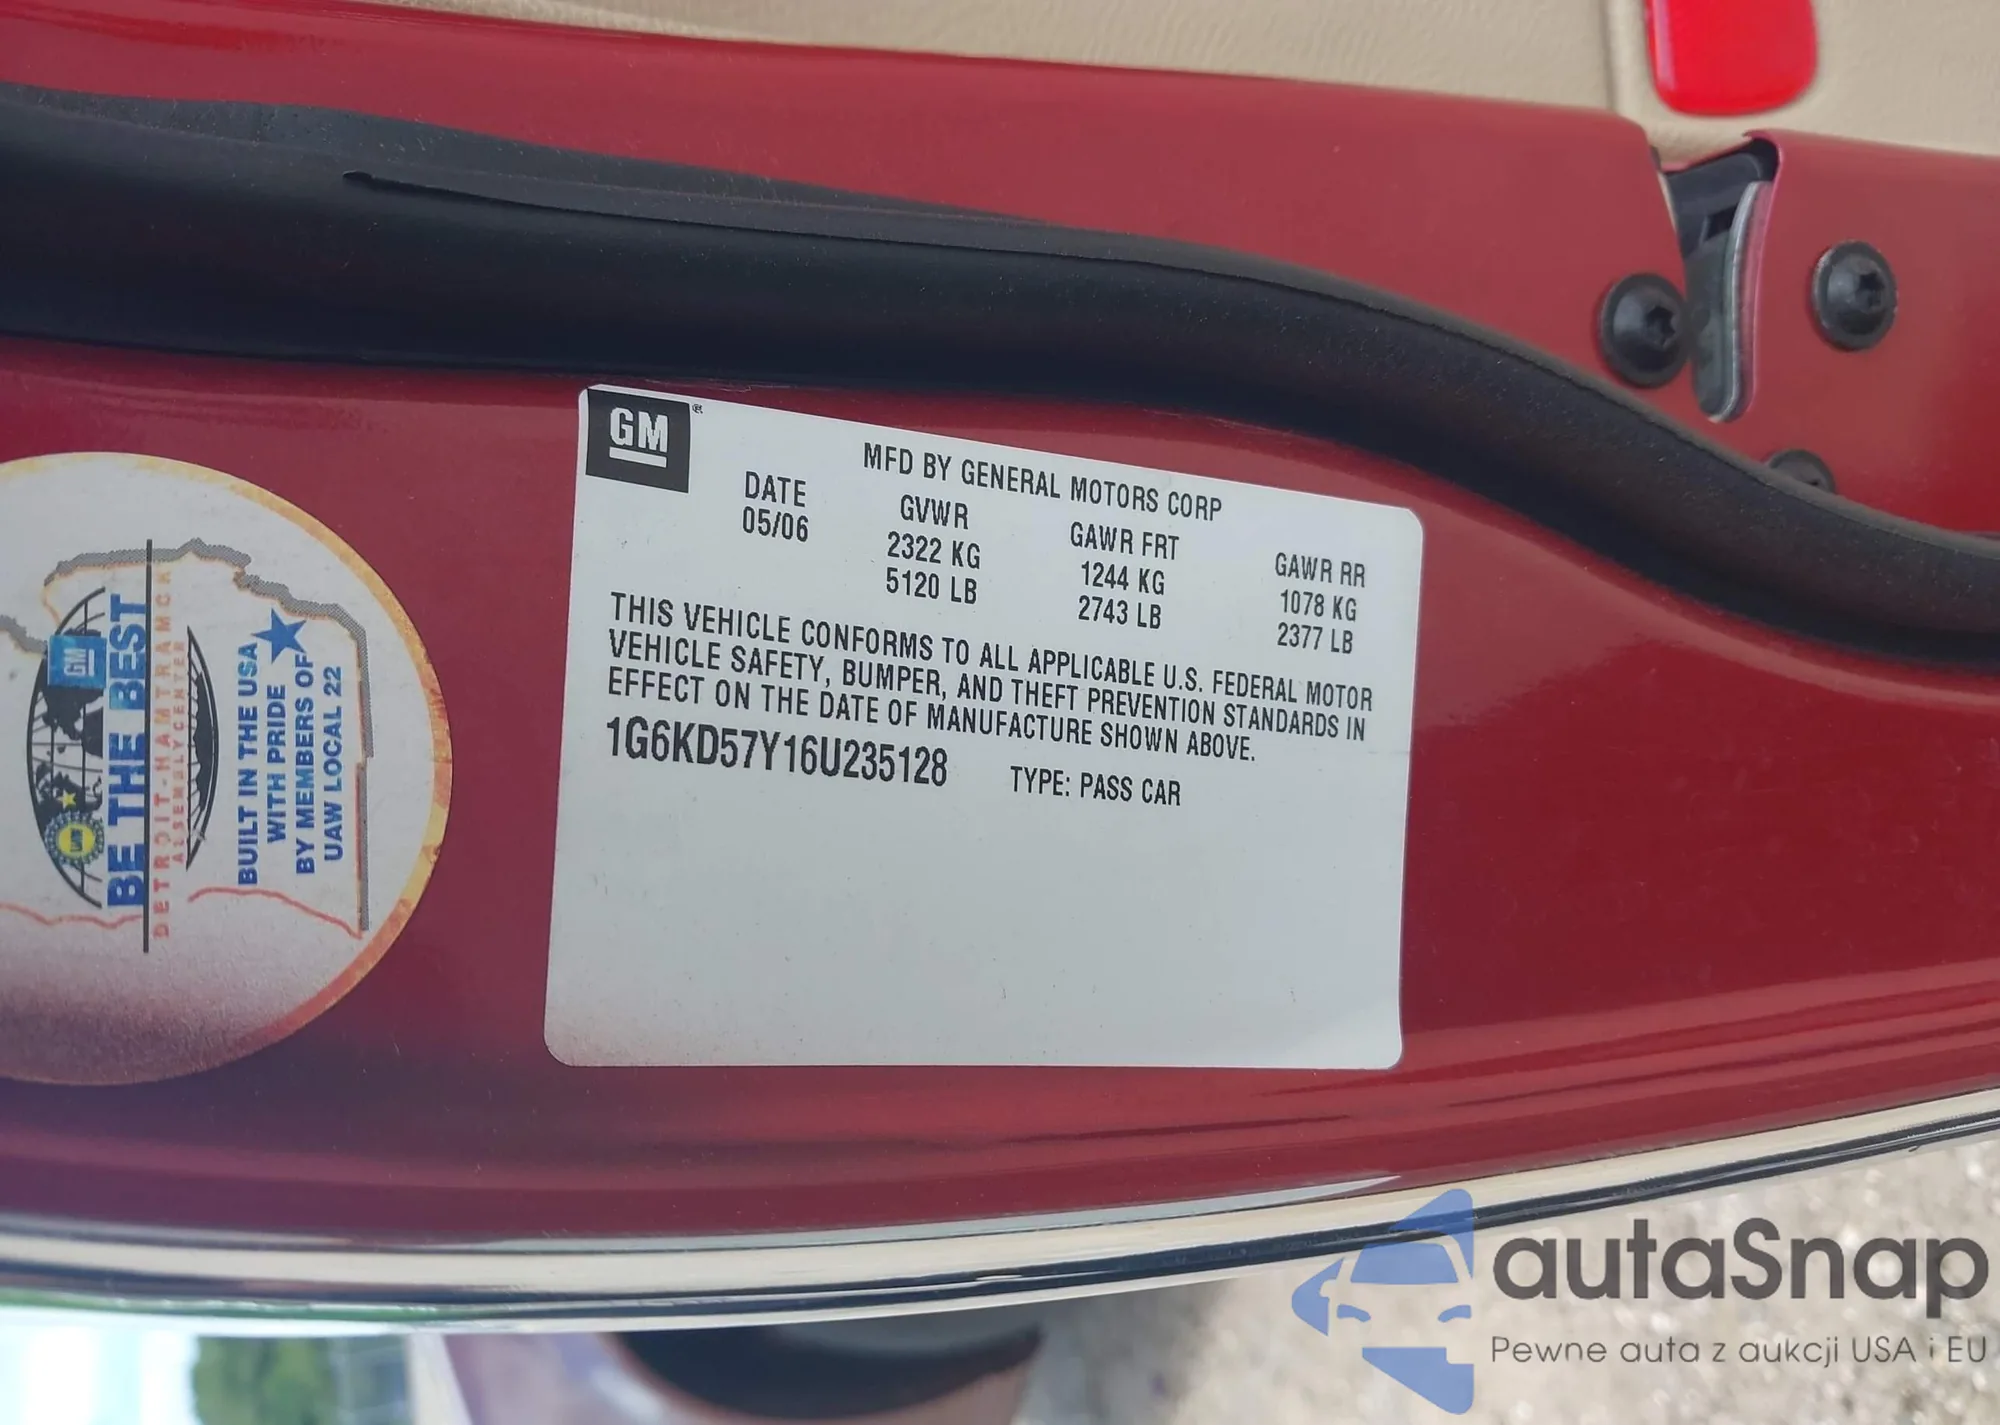 GM
MFD BY GENERAL MOTORS CORP
DATE GVWR GAWR FRT GAWR RR
05/06 2322 KG 1244 KG 1078 KG
5120 LB 2743 LB 2377 LB
THIS VEHICLE CONFORMS TO ALL APPLICABLE U.S. FEDERAL MOTOR
VEHICLE SAFETY, BUMPER, AND THEFT PREVENTION STANDARDS IN
EFFECT ON THE DATE OF MANUFACTURE SHOWN ABOVE.
1G6KD57Y16U235128 TYPE: PASS CAR
GM
UAW
BE THE BEST
DETROIT-HAMTRAMCK
ASSEMBLY CENTER
BUILT IN THE USA
WITH PRIDE
BY MEMBERS OF
UAW LOCAL 22
autaSnap
Pewne auta z aukcji USA i EU